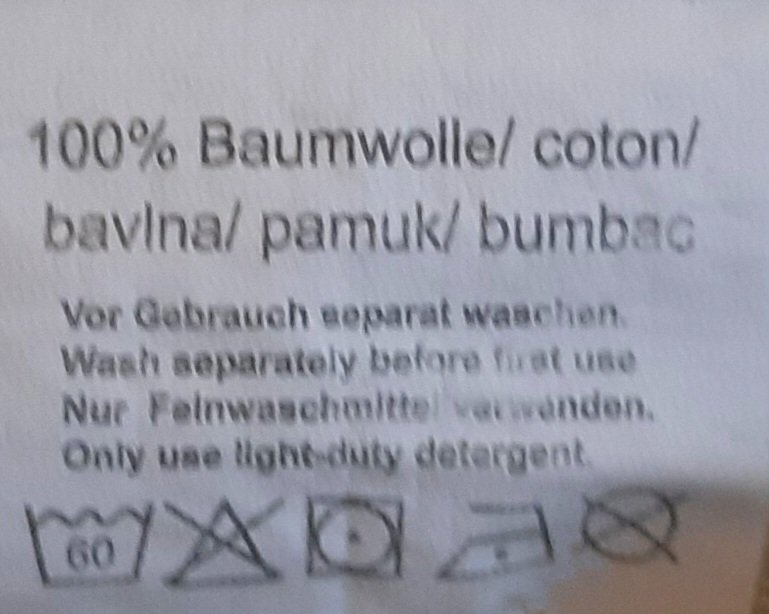 100% Baumwolle/ coton/
bavlna/ pamuk/ bumbac
Vor Gebrauch separat waschen.
Wash separately before first use
Nur Feinwaschmittel verwenden.
Only use light-duty detergent.
60